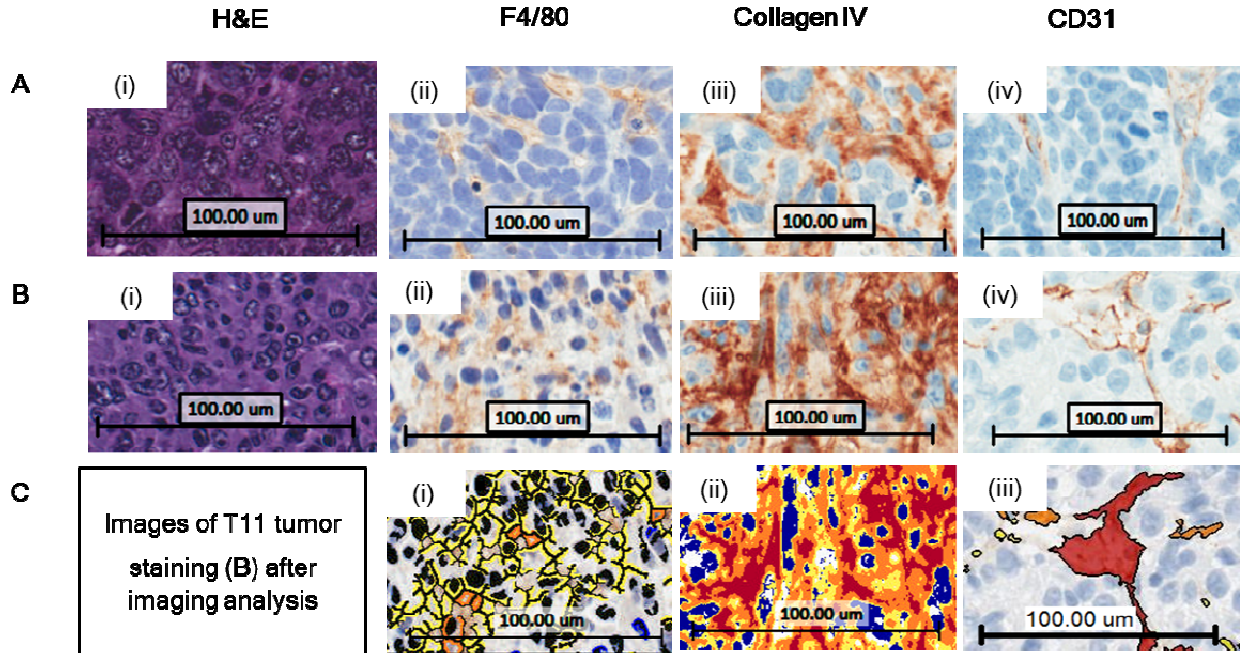 H&E F4/80 Collagen IV CD31
A (i) (ii) (iii) (iv)
100.00 um 100.00 um 100.00 um 100.00 um
B (i) (ii) (iii) (iv)
100.00 um 100.00 um 100.00 um 100.00 um
C (i) (ii) (iii)
Images of T11 tumor
staining (B) after
imaging analysis
100.00 um 100.00 um 100.00 um